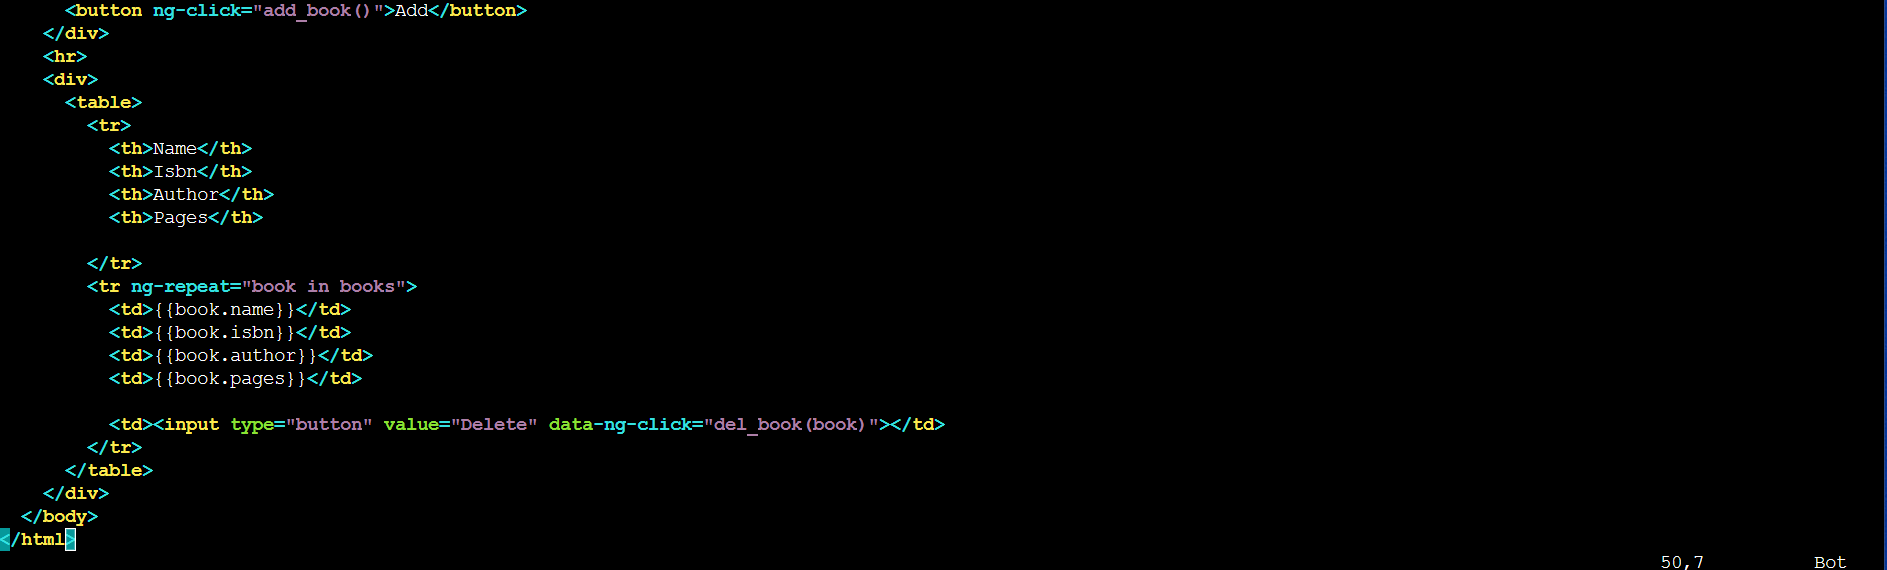 <button ng-click="add_book()">Add</button>
    </div>
    <hr>
    <div>
      <table>
        <tr>
          <th>Name</th>
          <th>Isbn</th>
          <th>Author</th>
          <th>Pages</th>

        </tr>
        <tr ng-repeat="book in books">
          <td>{{book.name}}</td>
          <td>{{book.isbn}}</td>
          <td>{{book.author}}</td>
          <td>{{book.pages}}</td>

          <td><input type="button" value="Delete" data-ng-click="del_book(book)"></td>
        </tr>
      </table>
    </div>
  </body>
</html>
50,7 Bot